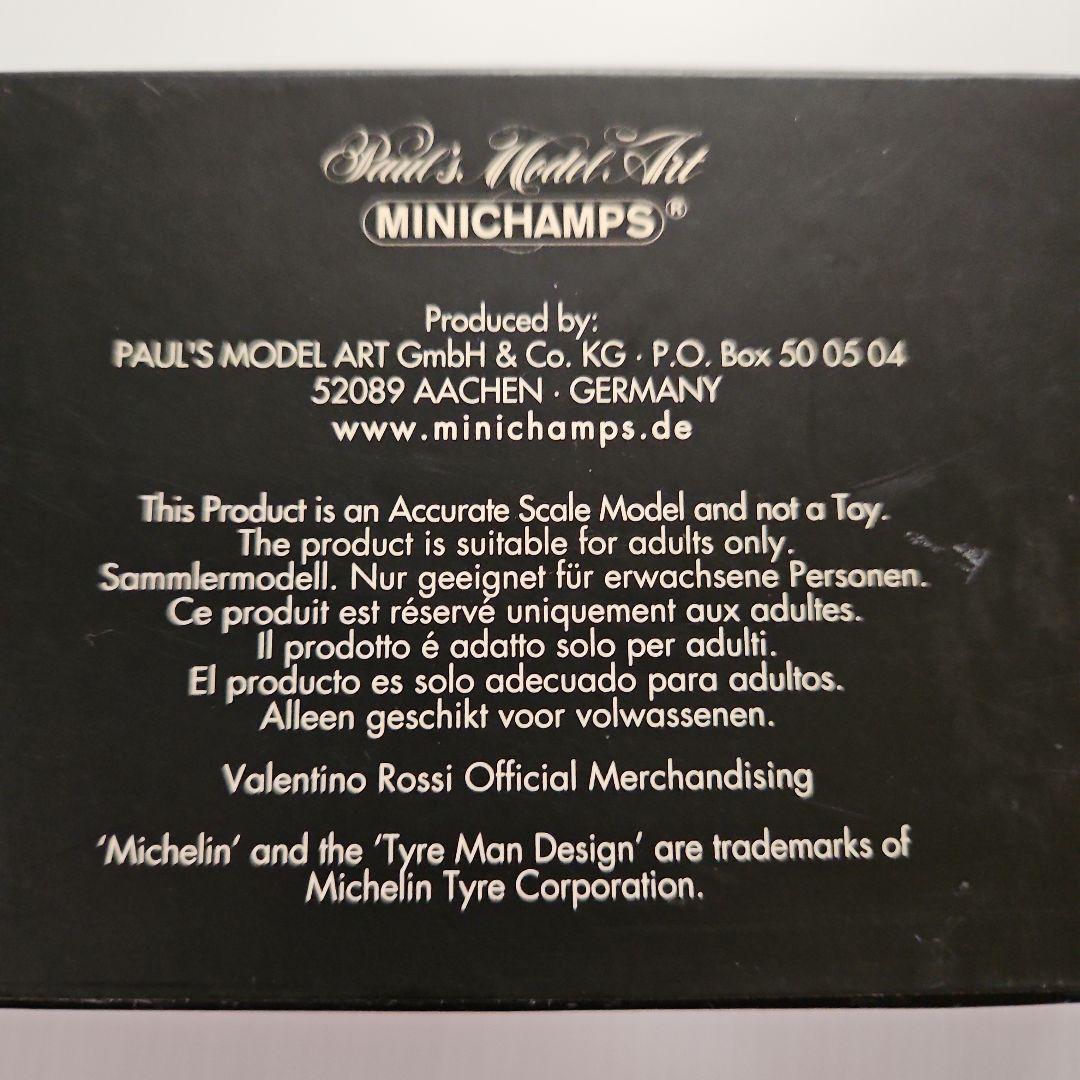 Paul's Model Art
MINICHAMPS®
Produced by:
PAUL'S MODEL ART GmbH & Co. KG · P.O. Box 50 05 04
52089 AACHEN · GERMANY
www.minichamps.de
This Product is an Accurate Scale Model and not a Toy.
The product is suitable for adults only.
Sammlermodell. Nur geeignet für erwachsene Personen.
Ce produit est réservé uniquement aux adultes.
Il prodotto é adatto solo per adulti.
El producto es solo adecuado para adultos.
Alleen geschikt voor volwassenen.
Valentino Rossi Official Merchandising
'Michelin' and the 'Tyre Man Design' are trademarks of
Michelin Tyre Corporation.